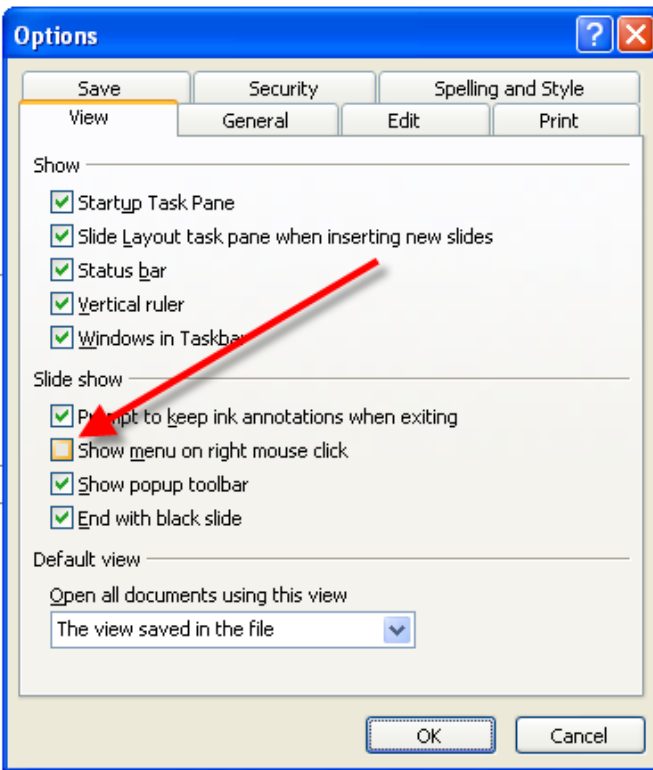 Options
Save
Security
Spelling and Style
View
General
Edit
Print
Show
Startup Task Pane
Slide Layout task pane when inserting new slides
Status bar
Vertical ruler
Windows in Taskbar
Slide show
Prompt to keep ink annotations when exiting
Show menu on right mouse click
Show popup toolbar
End with black slide
Default view
Open all documents using this view
The view saved in the file
OK
Cancel